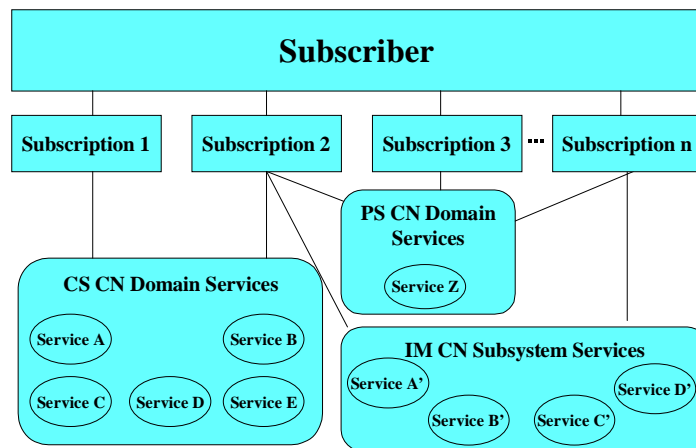 Subscriber
Subscription 1
Subscription 2
Subscription 3
...
Subscription n
PS CN Domain
Services
Service Z
CS CN Domain Services
Service A
Service B
Service C
Service D
Service E
IM CN Subsystem Services
Service A’
Service B’
Service C’
Service D’